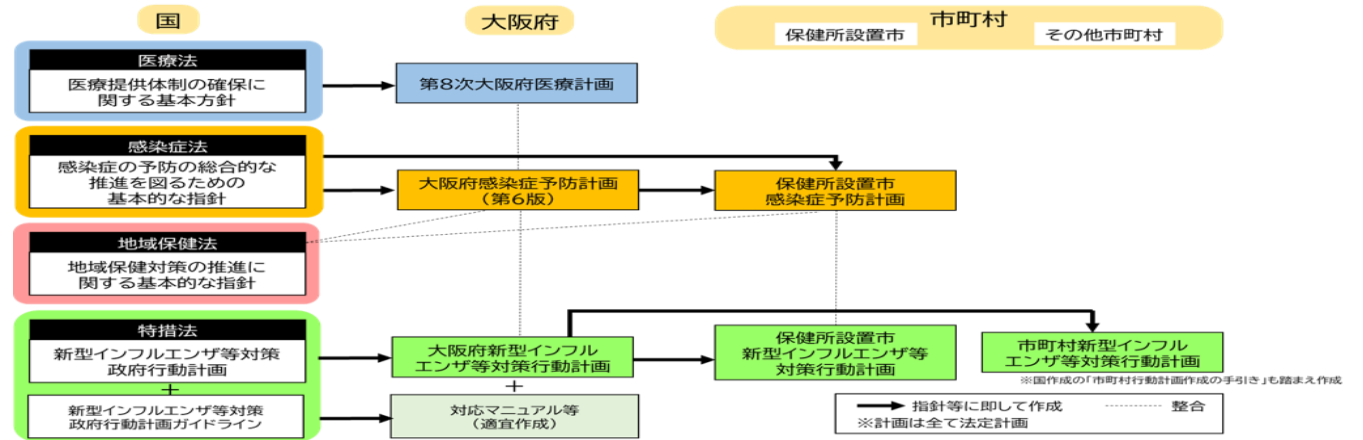 国
大阪府
市町村
保健所設置市
その他市町村
医療法
医療提供体制の確保に
関する基本方針
第8次大阪府医療計画
感染症法
感染症の予防の総合的な
推進を図るための
基本的な指針
大阪府感染症予防計画
(第6版)
保健所設置市
感染症予防計画
地域保健法
地域保健対策の推進に
関する基本的な指針
特措法
新型インフルエンザ等対策
政府行動計画
+
新型インフルエンザ等対策
政府行動計画ガイドライン
大阪府新型インフル
エンザ等対策行動計画
+
対応マニュアル等
(適宜作成)
保健所設置市
新型インフルエンザ等
対策行動計画
市町村新型インフル
エンザ等対策行動計画
※国作成の「市町村行動計画作成の手引き」も踏まえ作成
指針等に即して作成
整合
※計画は全て法定計画